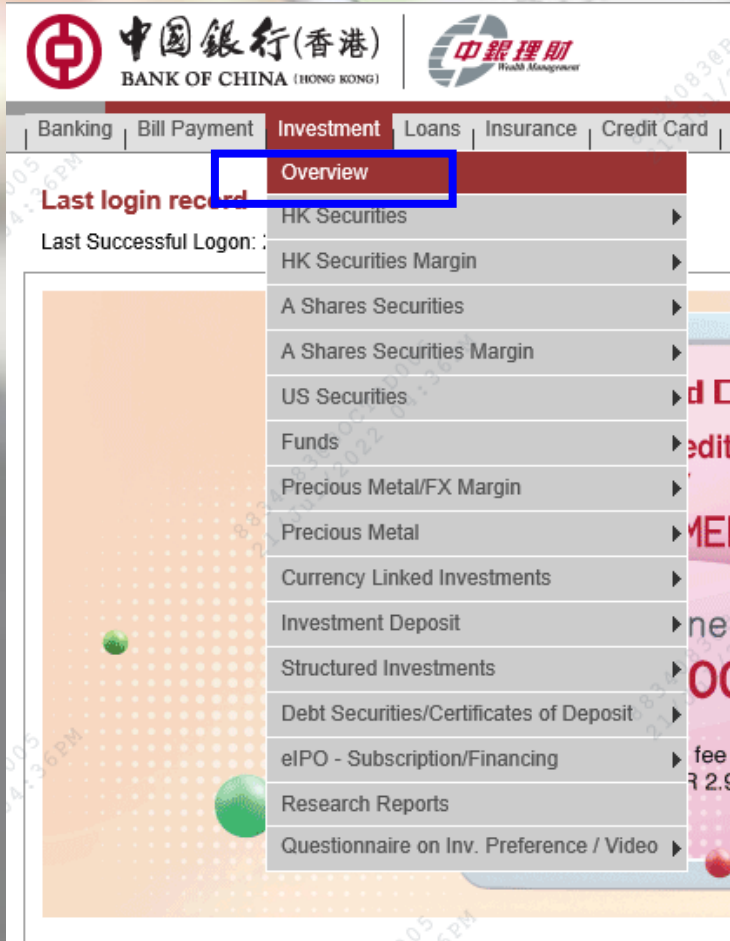 中國銀行(香港)
BANK OF CHINA (HONG KONG)
中銀理財
Wealth Management
Banking
Bill Payment
Investment
Loans
Insurance
Credit Card
Overview
Last login record
HK Securities
Last Successful Logon:
HK Securities Margin
A Shares Securities
A Shares Securities Margin
US Securities
Funds
Precious Metal/FX Margin
Precious Metal
Currency Linked Investments
Investment Deposit
Structured Investments
Debt Securities/Certificates of Deposit
eIPO - Subscription/Financing
fee
Research Reports
Questionnaire on Inv. Preference / Video